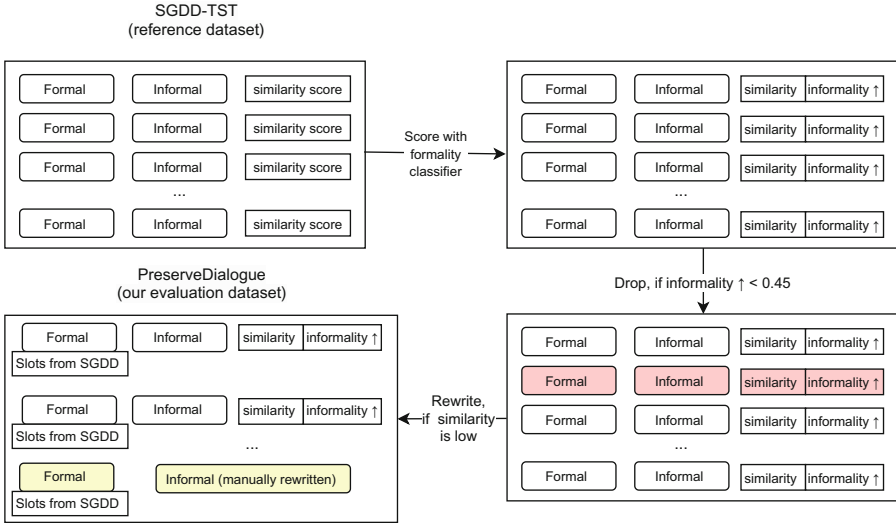 SGDD-TST
(reference dataset)
Formal Informal similarity score
Formal Informal similarity score
Formal Informal similarity score
...
Formal Informal similarity score
Score with
formality
classifier
Formal Informal similarity informality ↑
Formal Informal similarity informality ↑
Formal Informal similarity informality ↑
...
Formal Informal similarity informality ↑
Drop, if informality ↑ < 0.45
Formal Informal similarity informality ↑
Formal Informal similarity informality ↑
Formal Informal similarity informality ↑
...
Formal Informal similarity informality ↑
Rewrite,
if similarity
is low
PreserveDialogue
(our evaluation dataset)
Formal Informal similarity informality ↑
Slots from SGDD
Formal Informal similarity informality ↑
Slots from SGDD
...
Formal Informal (manually rewritten)
Slots from SGDD